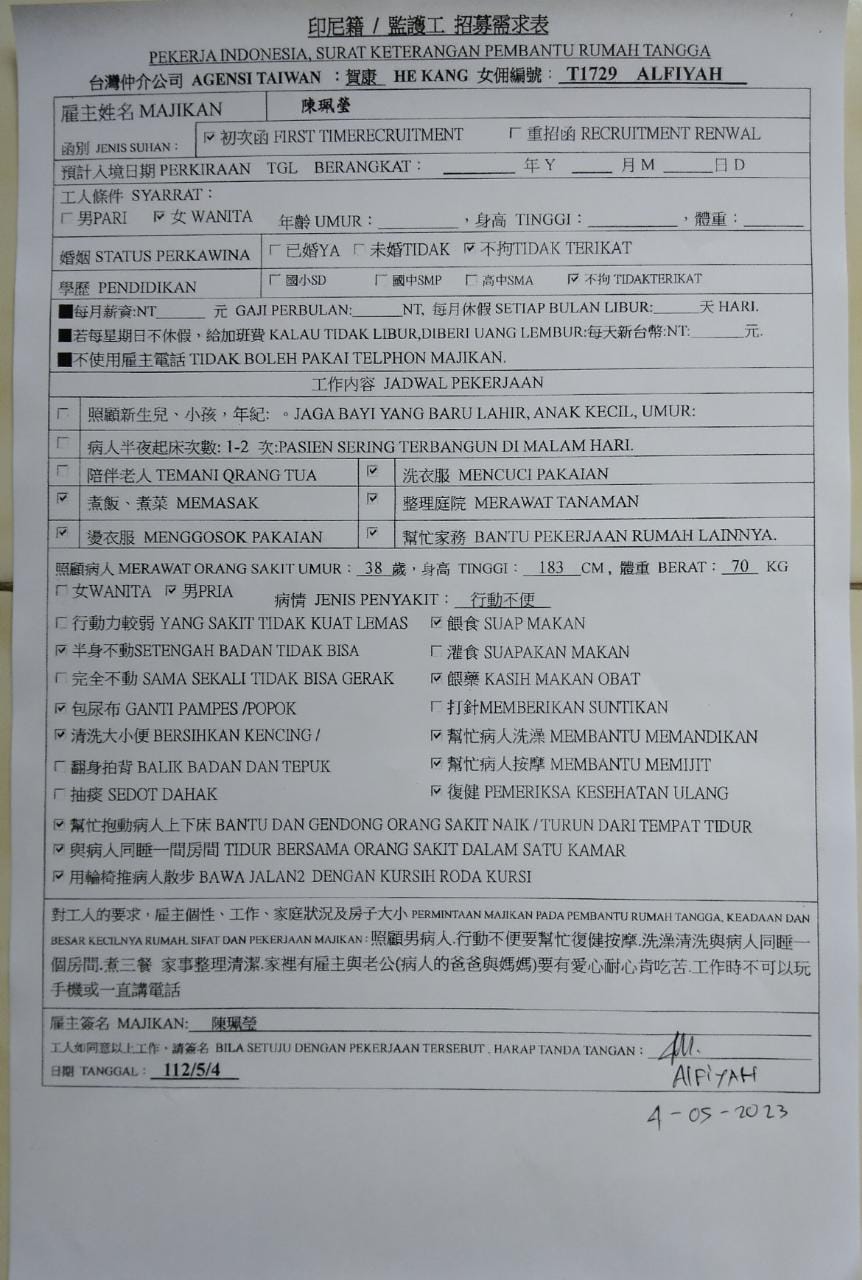 印尼籍 / 監護工 招募需求表
PEKERJA INDONESIA, SURAT KETERANGAN PEMBANTU RUMAH TANGGA
台灣仲介公司 AGENSI TAIWAN ：賀康 HE KANG 女佣編號： T1729 ALFIYAH
雇主姓名 MAJIKAN 陳珮瑩
函別 JENIS SUHAN： ☑初次函 FIRST TIMERECRUITMENT □重招函 RECRUITMENT RENWAL
預計入境日期 PERKIRAAN TGL BERANGKAT： ________ 年 Y ____ 月 M _____日 D
工人條件 SYARRAT：
□男PARI ☑女 WANITA 年齡 UMUR：________，身高 TINGGI：_________，體重：______
婚姻 STATUS PERKAWINA □已婚YA □未婚TIDAK ☑不拘TIDAK TERIKAT
學歷 PENDIDIKAN □國小SD □國中SMP □高中SMA ☑不拘 TIDAKTERIKAT
■每月薪資:NT______ 元 GAJI PERBULAN:______NT, 每月休假 SETIAP BULAN LIBUR:_____天 HARI.
■若每星期日不休假，給加班費 KALAU TIDAK LIBUR,DIBERI UANG LEMBUR:每天新台幣:NT:______元.
■不使用雇主電話 TIDAK BOLEH PAKAI TELPHON MAJIKAN.
工作內容 JADWAL PEKERJAAN
□ 照顧新生兒、小孩，年紀: 。JAGA BAYI YANG BARU LAHIR, ANAK KECIL, UMUR:
□ 病人半夜起床次數: 1-2 次:PASIEN SERING TERBANGUN DI MALAM HARI.
□ 陪伴老人 TEMANI QRANG TUA ☑ 洗衣服 MENCUCI PAKAIAN
☑ 煮飯、煮菜 MEMASAK ☑ 整理庭院 MERAWAT TANAMAN
☑ 燙衣服 MENGGOSOK PAKAIAN ☑ 幫忙家務 BANTU PEKERJAAN RUMAH LAINNYA.
照顧病人 MERAWAT ORANG SAKIT UMUR： 38 歲，身高 TINGGI： 183 CM , 體重 BERAT： 70 KG
□女WANITA ☑男PRIA 病情 JENIS PENYAKIT： 行動不便
□行動力較弱 YANG SAKIT TIDAK KUAT LEMAS ☑餵食 SUAP MAKAN
☑半身不動SETENGAH BADAN TIDAK BISA □灌食 SUAPAKAN MAKAN
□完全不動 SAMA SEKALI TIDAK BISA GERAK ☑餵藥 KASIH MAKAN OBAT
☑包尿布 GANTI PAMPES /POPOK □打針MEMBERIKAN SUNTIKAN
☑清洗大小便 BERSIHKAN KENCING / ☑幫忙病人洗澡 MEMBANTU MEMANDIKAN
□翻身拍背 BALIK BADAN DAN TEPUK ☑幫忙病人按摩 MEMBANTU MEMIJIT
□抽痰 SEDOT DAHAK ☑復健 PEMERIKSA KESEHATAN ULANG
☑幫忙抱動病人上下床 BANTU DAN GENDONG ORANG SAKIT NAIK / TURUN DARI TEMPAT TIDUR
☑與病人同睡一間房間 TIDUR BERSAMA ORANG SAKIT DALAM SATU KAMAR
☑用輪椅推病人散步 BAWA JALAN2 DENGAN KURSIH RODA KURSI
對工人的要求，雇主個性、工作、家庭狀況及房子大小 PERMINTAAN MAJIKAN PADA PEMBANTU RUMAH TANGGA, KEADAAN DAN
BESAR KECILNYA RUMAH. SIFAT DAN PEKERJAAN MAJIKAN：照顧男病人.行動不便要幫忙復健按摩.洗澡清洗與病人同睡一
個房間.煮三餐 家事整理清潔.家裡有雇主與老公(病人的爸爸與媽媽)要有愛心耐心肯吃苦.工作時不可以玩
手機或一直講電話
雇主簽名 MAJIKAN: 陳珮瑩
工人如同意以上工作，請簽名 BILA SETUJU DENGAN PEKERJAAN TERSEBUT . HARAP TANDA TANGAN：
ALFIYAH
日期 TANGGAL： 112/5/4
4-05-2023